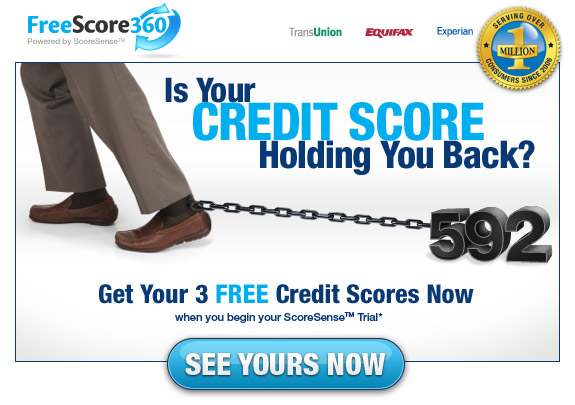 FreeScore360
Powered by ScoreSense™
TransUnion
EQUIFAX
Experian
SERVING OVER
1
MILLION
CONSUMERS SINCE 2006
Is Your
CREDIT SCORE
Holding You Back?
592
Get Your 3 FREE Credit Scores Now
when you begin your ScoreSense™ Trial*
SEE YOURS NOW